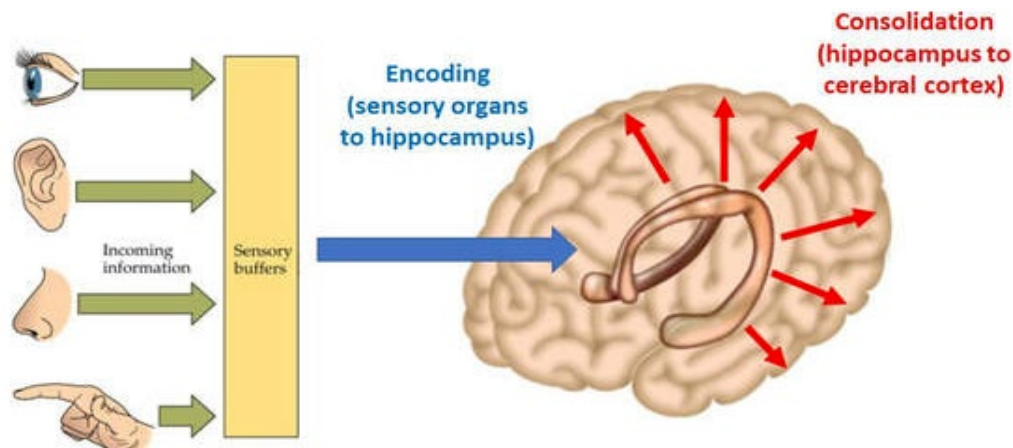 Incoming
information
Sensory
buffers
Encoding
(sensory organs
to hippocampus)
Consolidation
(hippocampus to
cerebral cortex)